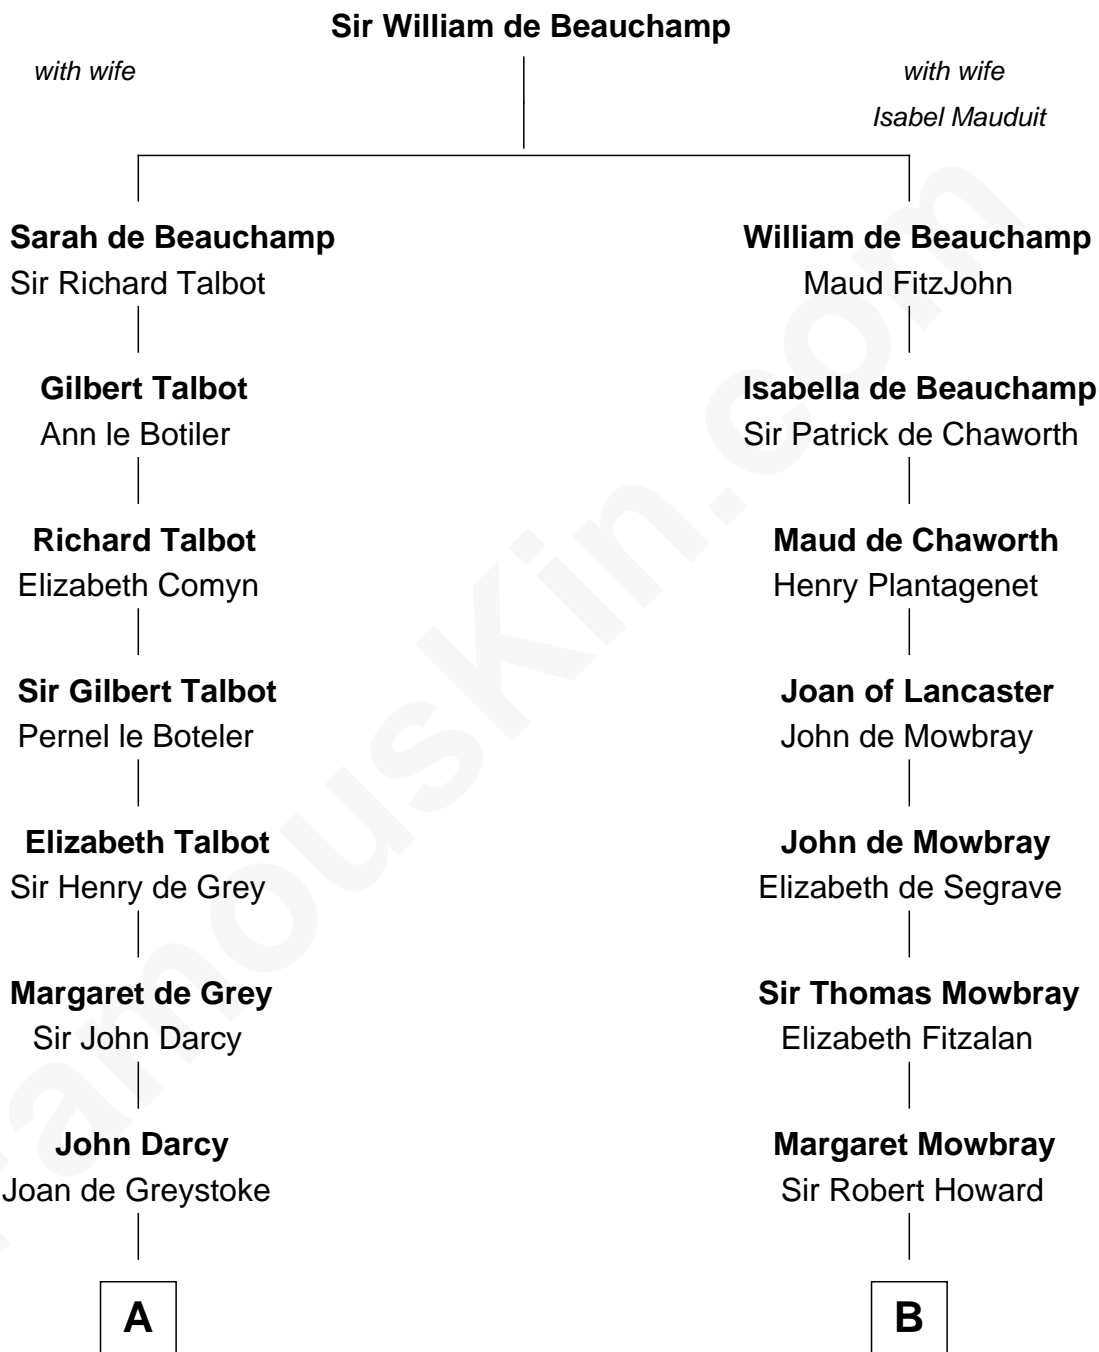 Sir William de Beauchamp
with wife
with wife
Isabel Mauduit
Sarah de Beauchamp
Sir Richard Talbot
William de Beauchamp
Maud FitzJohn
Gilbert Talbot
Ann le Botiler
Isabella de Beauchamp
Sir Patrick de Chaworth
Richard Talbot
Elizabeth Comyn
Maud de Chaworth
Henry Plantagenet
Sir Gilbert Talbot
Pernel le Boteler
Joan of Lancaster
John de Mowbray
Elizabeth Talbot
Sir Henry de Grey
John de Mowbray
Elizabeth de Segrave
Margaret de Grey
Sir John Darcy
Sir Thomas Mowbray
Elizabeth Fitzalan
John Darcy
Joan de Greystoke
Margaret Mowbray
Sir Robert Howard
A
B
FamousKin.com